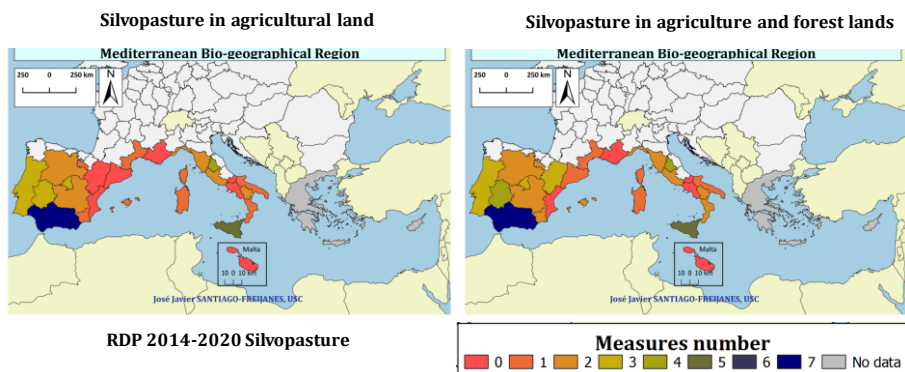 Silvopasture in agricultural land
Silvopasture in agriculture and forest lands
Mediterranean Bio-geographical Region
250 0 250 km
N
Malta
10 0 10 km
José Javier SANTIAGO-FREIJANES, USC
Mediterranean Bio-geographical Region
250 0 250 km
N
Malta
10 0 10 km
José Javier SANTIAGO-FREIJANES, USC
RDP 2014-2020 Silvopasture
Measures number
0 1 2 3 4 5 6 7 No data